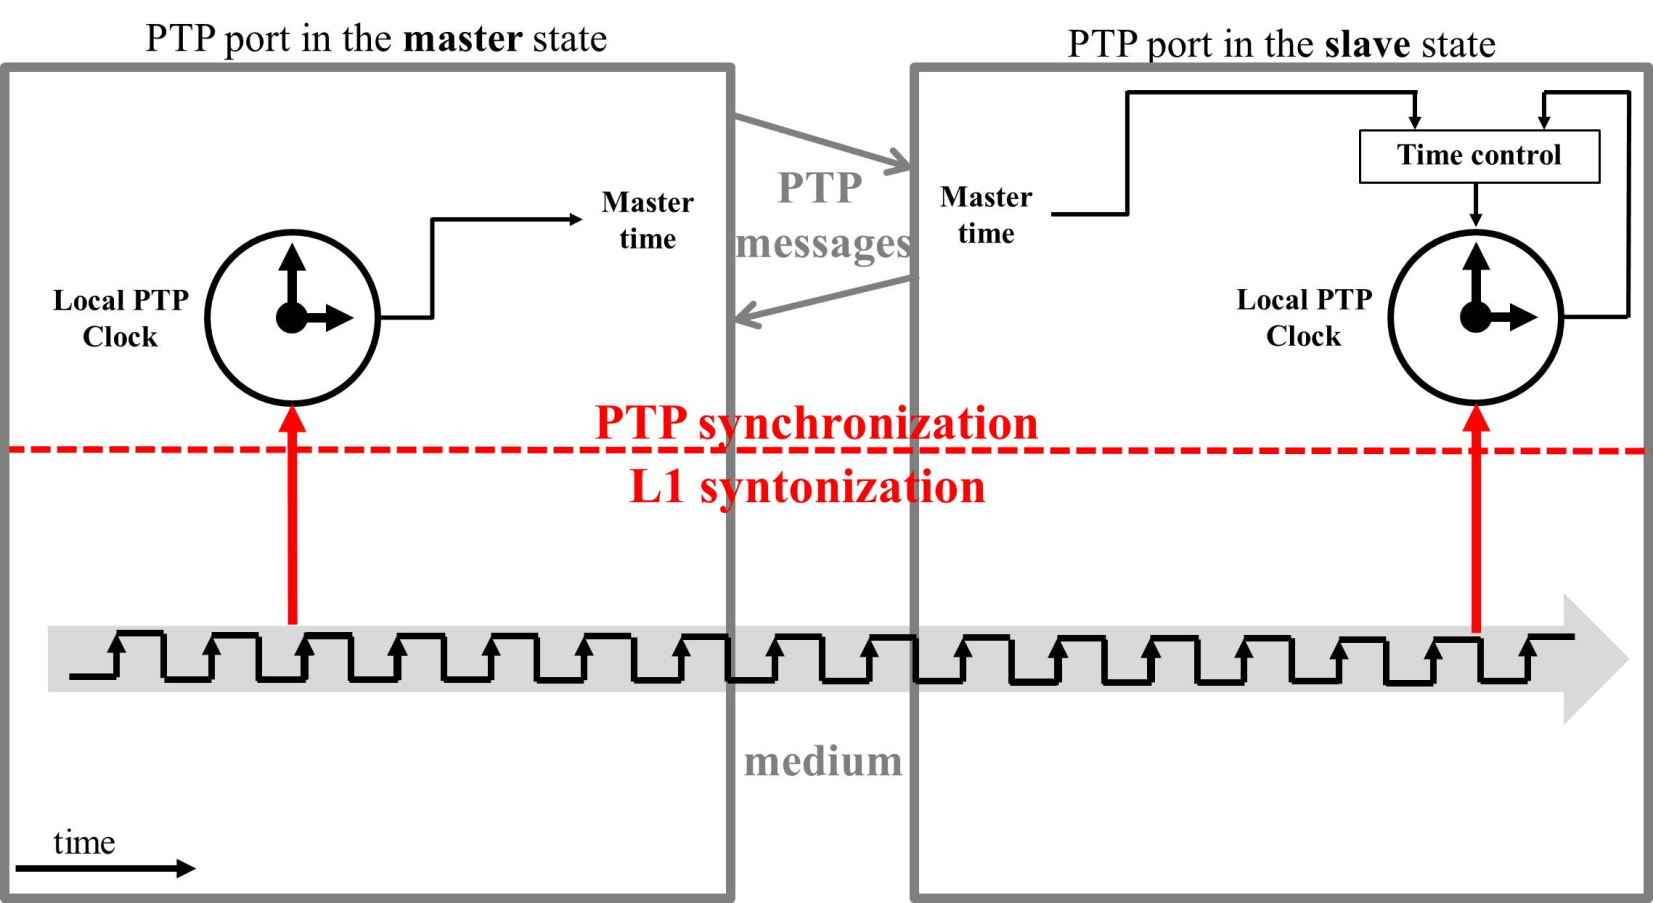 PTP port in the master state
PTP port in the slave state
Time control
PTP
messages
Master
time
Master
time
Local PTP
Clock
Local PTP
Clock
PTP synchronization
L1 syntonization
medium
time